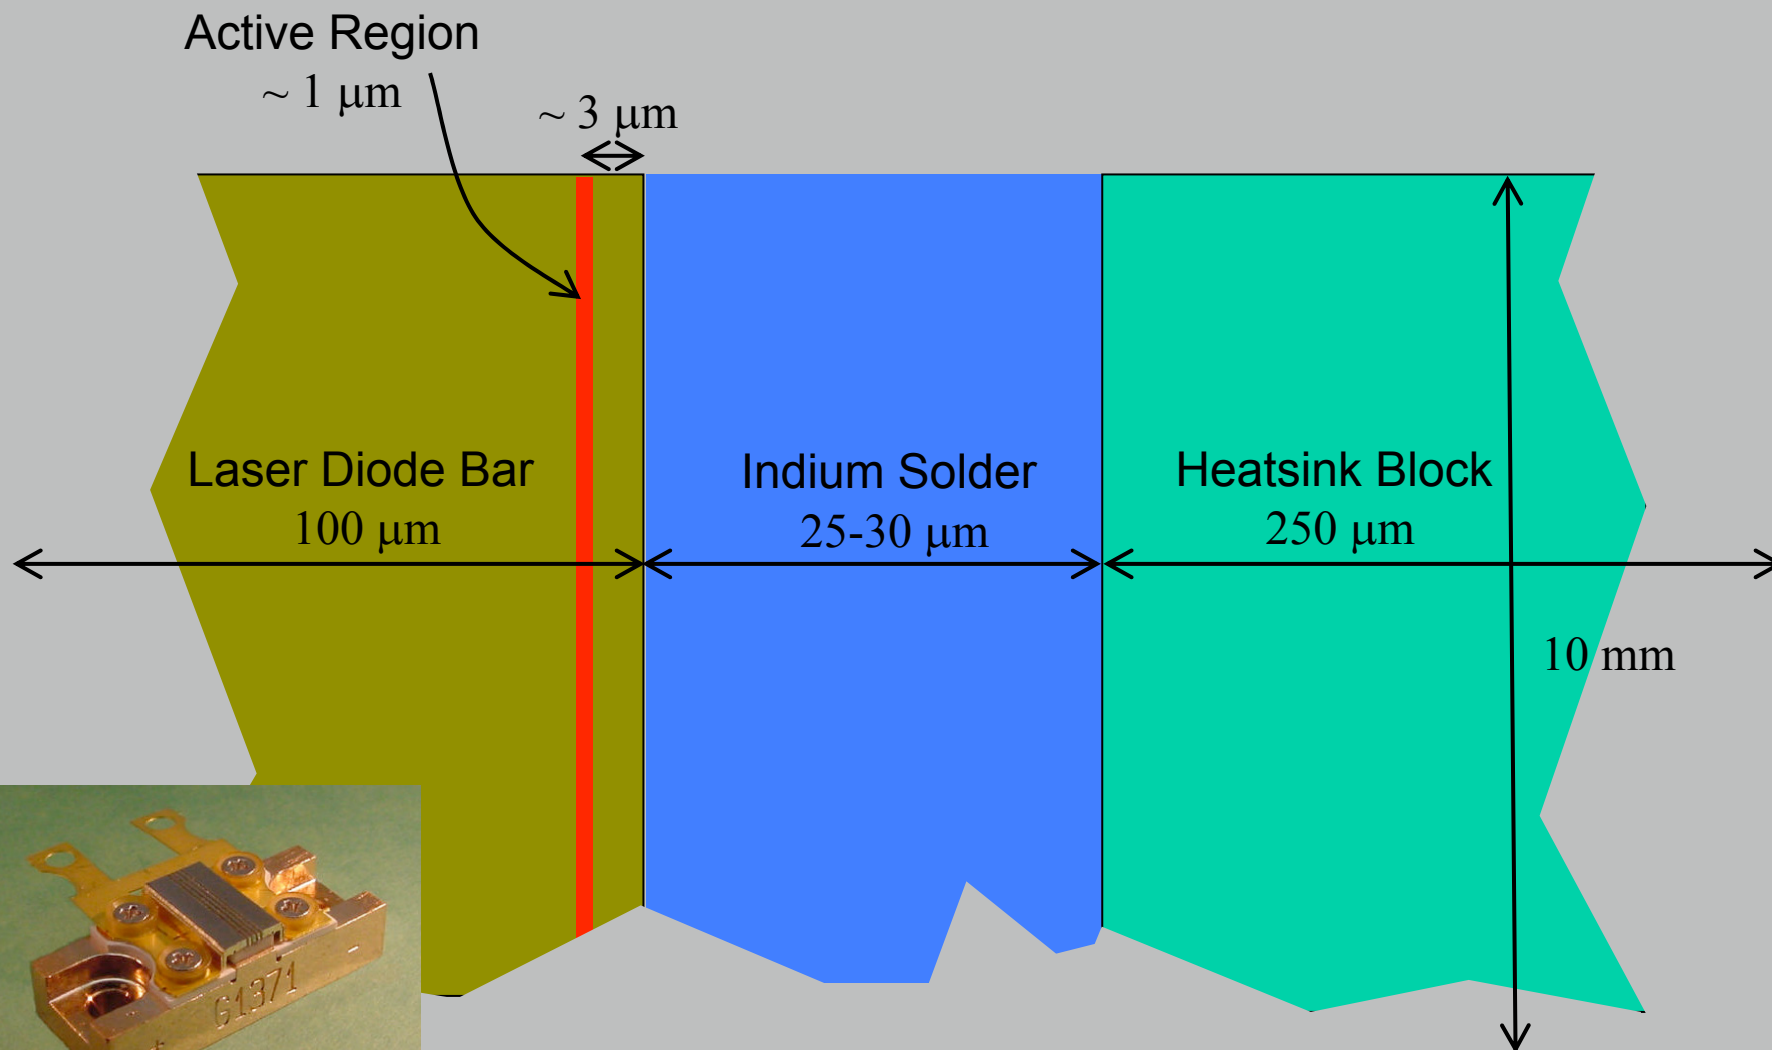 Active Region
~ 1 μm
~ 3 μm
Laser Diode Bar
100 μm
Indium Solder
25-30 μm
Heatsink Block
250 μm
10 mm
G1371